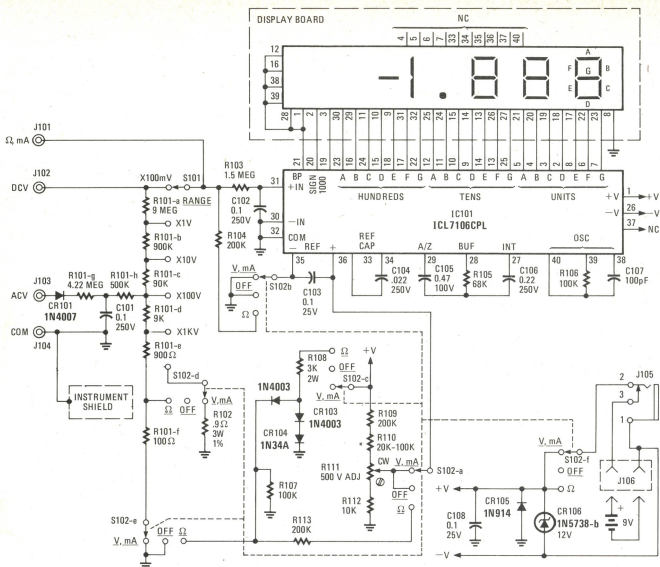 DISPLAY BOARD
NC
4 5 6 7 33 34 35 36 37 40
12
16
38
39
-1.888
A
F G B
E C
D
28 1 2 3 23 30 29 11 10 9 31 32 24 15 14 13 26 27 25 19 18 17 22 20 21 8
J101
Ω, mA
J102
DCV
X100mV
S101
RANGE
R101-a
9 MEG
X1V
R101-b
900K
X10V
R101-c
90K
X100V
R101-d
9K
X1KV
R101-e
900Ω
R101-f
100Ω
J103
ACV
R101-g
4.22 MEG
R101-h
500K
CR101
1N4007
C101
0.1
250V
COM
J104
INSTRUMENT
SHIELD
R103
1.5 MEG
C102
0.1
250V
R104
200K
21 20 19
BP
SIGN
1000
31
+IN
30
-IN
32
COM
A B C D E F G
HUNDREDS
A B C D E F G
TENS
A B C D E F G
UNITS
IC101
ICL7106CPL
+V 1 +V
-V 26 -V
37 NC
- REF +
REF
CAP
A/Z
BUF
INT
OSC
35 36 33 34 29 28 27 40 39 38
C103
0.1
25V
C104
.022
250V
C105
0.47
100V
R105
68K
C106
0.22
250V
R106
100K
C107
100pF
V, mA
OFF
Ω
S102b
S102-d
V, mA
Ω OFF
R102
.9Ω
3W
1%
S102-e
V, mA
OFF Ω
1N4003
R108
3K
2W
CR103
1N4003
CR104
1N34A
R107
100K
R113
200K
Ω
OFF
S102-c
V, mA
+V
R109
200K
*
R110
20K-100K
CW
R111
500 V ADJ
R112
10K
V, mA
S102-a
OFF
Ω
V, mA
S102-f
OFF
Ω
+V
CR105
1N914
C108
0.1
25V
CR106
1N5738-b
12V
-V
J105
2
3
1
J106
+ -
9V